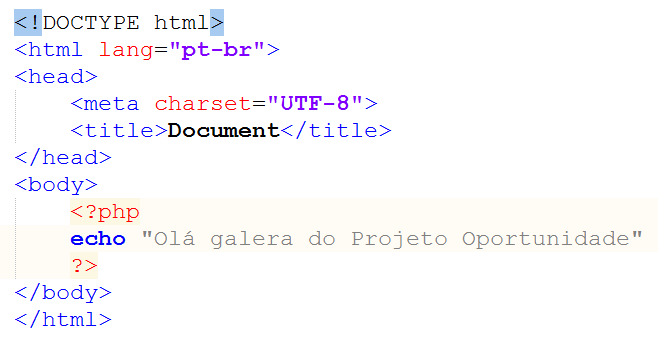 <!DOCTYPE html>
<html lang="pt-br">
<head>
    <meta charset="UTF-8">
    <title>Document</title>
</head>
<body>
    <?php
    echo "Olá galera do Projeto Oportunidade"
    ?>
</body>
</html>